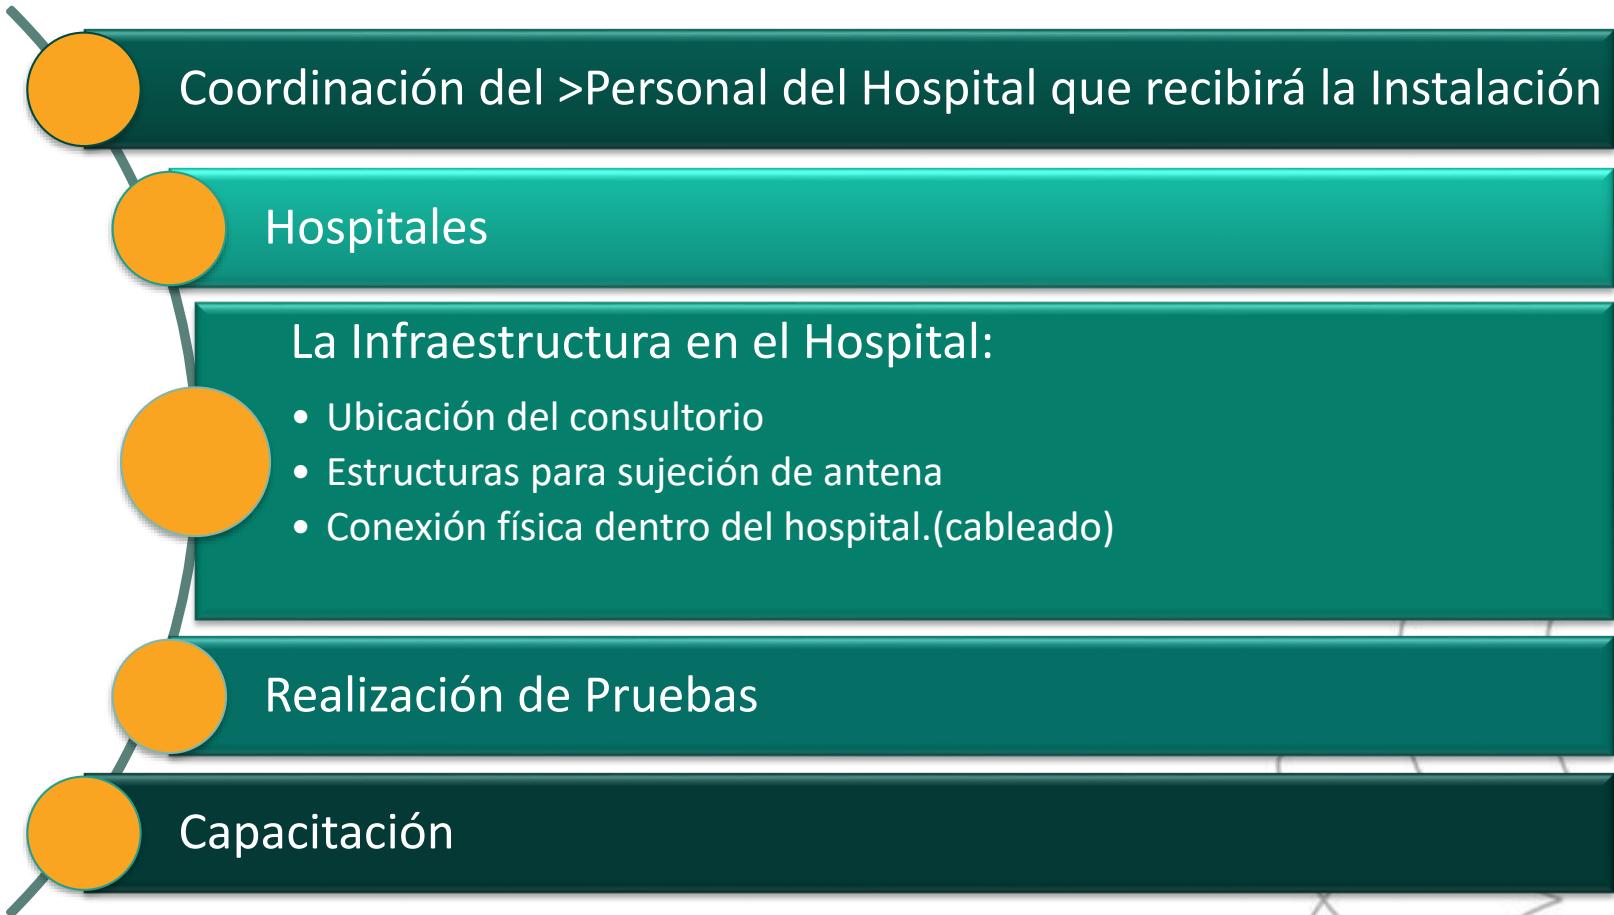 Coordinación del >Personal del Hospital que recibirá la Instalación
Hospitales
La Infraestructura en el Hospital:
• Ubicación del consultorio
• Estructuras para sujeción de antena
• Conexión física dentro del hospital.(cableado)
Realización de Pruebas
Capacitación